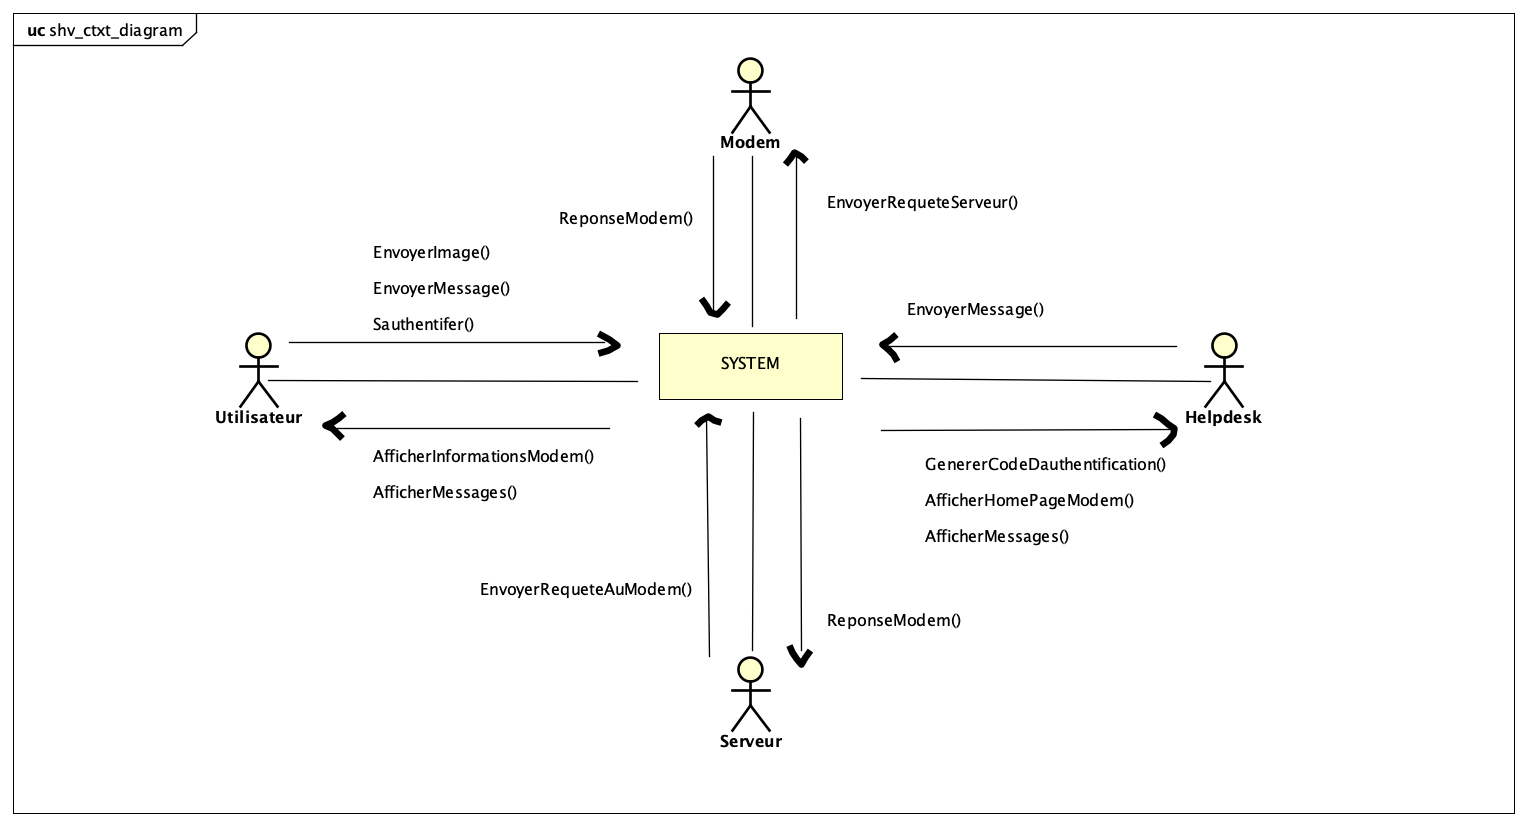 uc shv_ctxt_diagram
Modem
EnvoyerRequeteServeur()
ReponseModem()
EnvoyerImage()
EnvoyerMessage()
Sauthentifer()
EnvoyerMessage()
SYSTEM
Utilisateur
Helpdesk
AfficherInformationsModem()
AfficherMessages()
GenererCodeDauthentification()
AfficherHomePageModem()
AfficherMessages()
EnvoyerRequeteAuModem()
ReponseModem()
Serveur